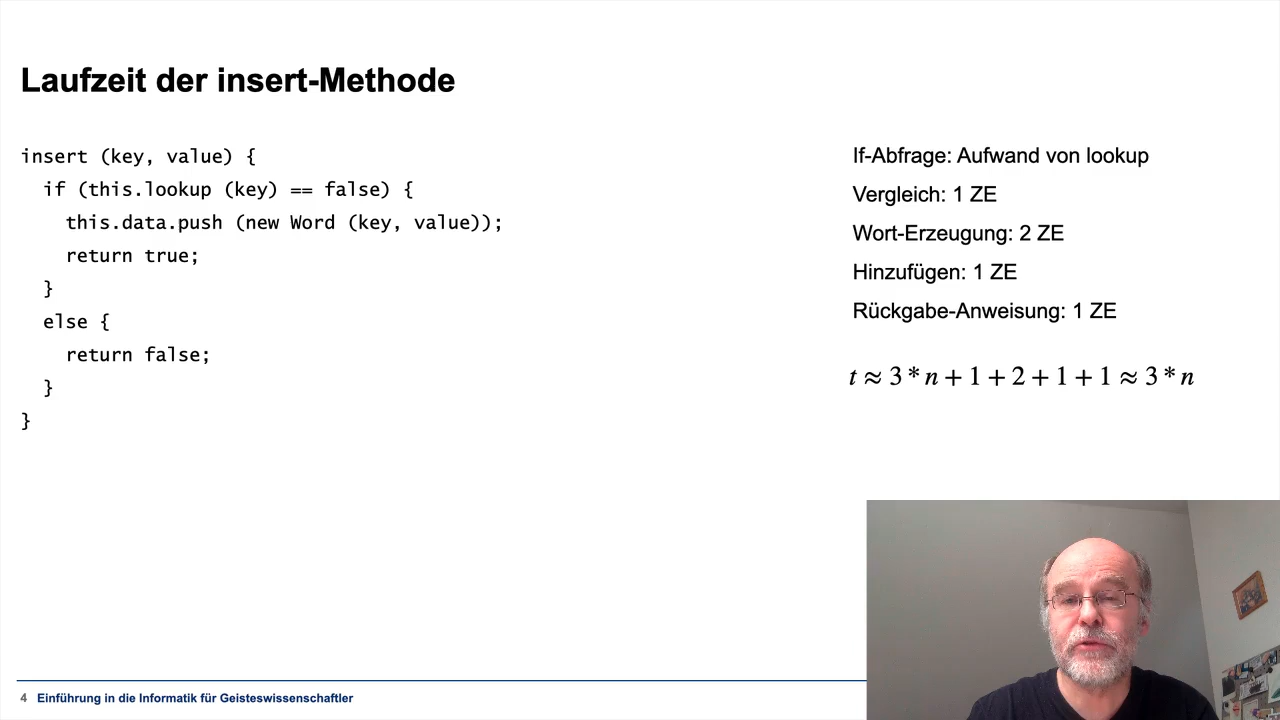 Laufzeit der insert-Methode
insert (key, value) {
if (this.lookup (key) == false) {
this.data.push (new Word (key, value));
return true;
}
else {
return false;
}
}
If-Abfrage: Aufwand von lookup
Vergleich: 1 ZE
Wort-Erzeugung: 2 ZE
Hinzufügen: 1 ZE
Rückgabe-Anweisung: 1 ZE
t ≈ 3 * n + 1 + 2 + 1 + 1 ≈ 3 * n
4 Einführung in die Informatik für Geisteswissenschaftler